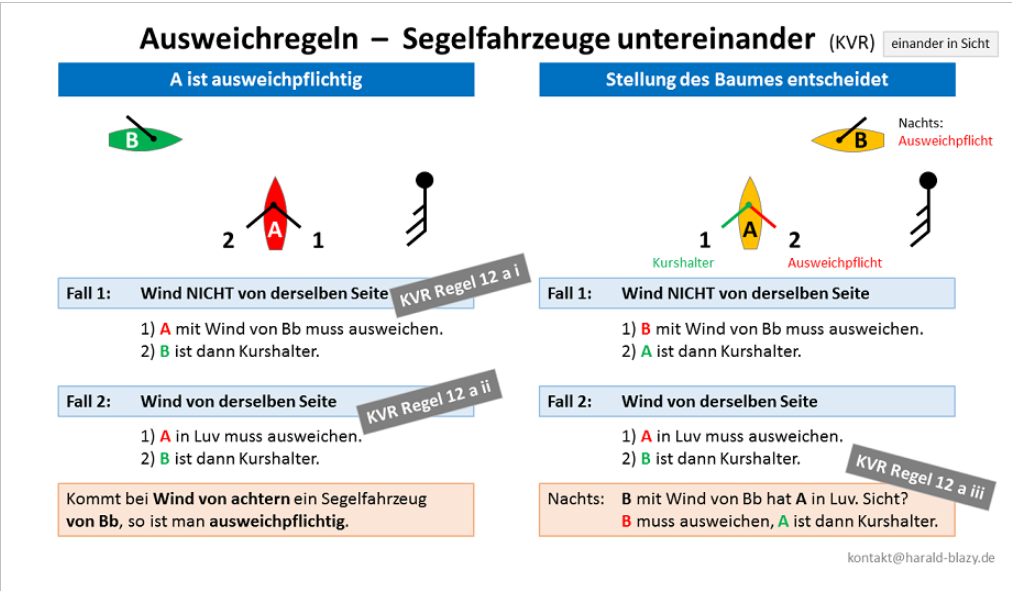 Ausweichregeln – Segelfahrzeuge untereinander (KVR) einander in Sicht
A ist ausweichpflichtig
B
A
2
1
Fall 1: Wind NICHT von derselben Seite
KVR Regel 12 a i
1) A mit Wind von Bb muss ausweichen.
2) B ist dann Kurshalter.
Fall 2: Wind von derselben Seite
KVR Regel 12 a ii
1) A in Luv muss ausweichen.
2) B ist dann Kurshalter.
Kommt bei Wind von achtern ein Segelfahrzeug
von Bb, so ist man ausweichpflichtig.
Stellung des Baumes entscheidet
B
Nachts:
Ausweichpflicht
A
1
2
Kurshalter
Ausweichpflicht
Fall 1: Wind NICHT von derselben Seite
1) B mit Wind von Bb muss ausweichen.
2) A ist dann Kurshalter.
Fall 2: Wind von derselben Seite
1) A in Luv muss ausweichen.
2) B ist dann Kurshalter.
KVR Regel 12 a iii
Nachts: B mit Wind von Bb hat A in Luv. Sicht?
B muss ausweichen, A ist dann Kurshalter.
kontakt@harald-blazy.de